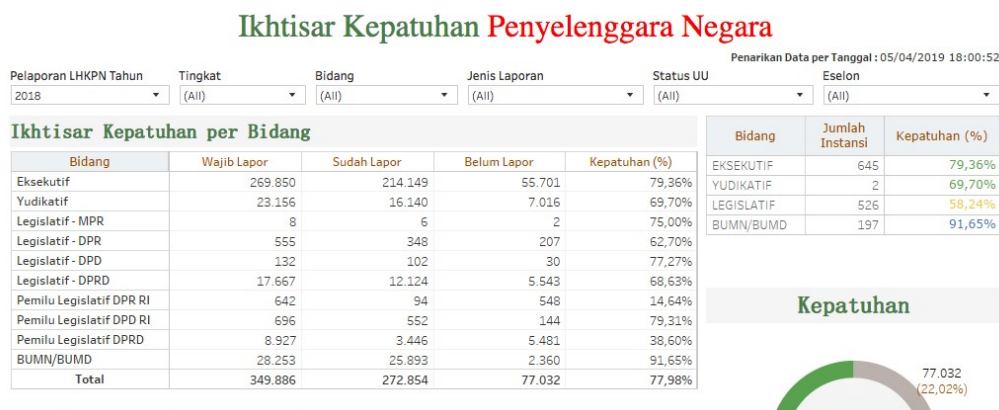 Ikhtisar Kepatuhan Penyelenggara Negara
Penarikan Data per Tanggal : 05/04/2019 18:00:52
Pelaporan LHKPN Tahun Tingkat Bidang Jenis Laporan Status UU Eselon
2018 (All) (All) (All) (All) (All)
Ikhtisar Kepatuhan per Bidang
Bidang Wajib Lapor Sudah Lapor Belum Lapor Kepatuhan (%)
Eksekutif 269.850 214.149 55.701 79,36%
Yudikatif 23.156 16.140 7.016 69,70%
Legislatif - MPR 8 6 2 75,00%
Legislatif - DPR 555 348 207 62,70%
Legislatif - DPD 132 102 30 77,27%
Legislatif - DPRD 17.667 12.124 5.543 68,63%
Pemilu Legislatif DPR RI 642 94 548 14,64%
Pemilu Legislatif DPD RI 696 552 144 79,31%
Pemilu Legislatif DPRD 8.927 3.446 5.481 38,60%
BUMN/BUMD 28.253 25.893 2.360 91,65%
Total 349.886 272.854 77.032 77,98%
Bidang Jumlah Instansi Kepatuhan (%)
EKSEKUTIF 645 79,36%
YUDIKATIF 2 69,70%
LEGISLATIF 526 58,24%
BUMN/BUMD 197 91,65%
Kepatuhan
77.032
(22,02%)